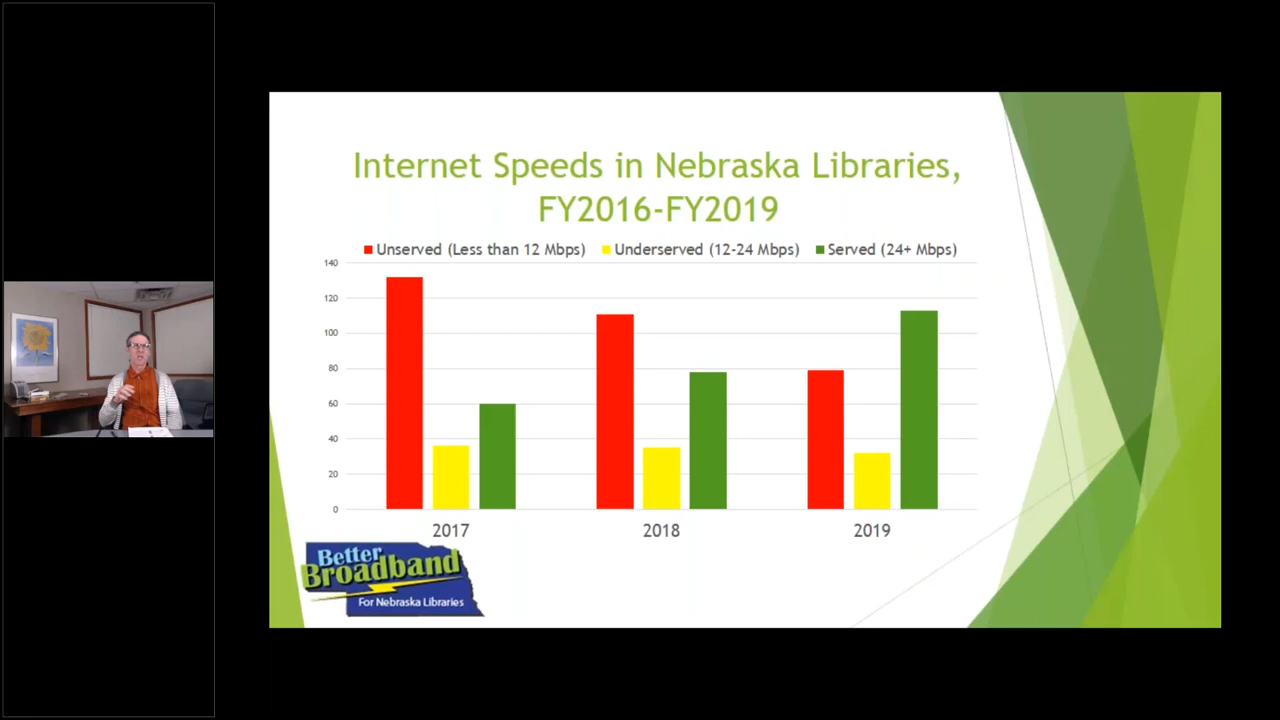 Internet Speeds in Nebraska Libraries,
FY2016-FY2019
Unserved (Less than 12 Mbps) Underserved (12-24 Mbps) Served (24+ Mbps)
140
120
100
80
60
40
20
0
2017 2018 2019
Better
Broadband
For Nebraska Libraries